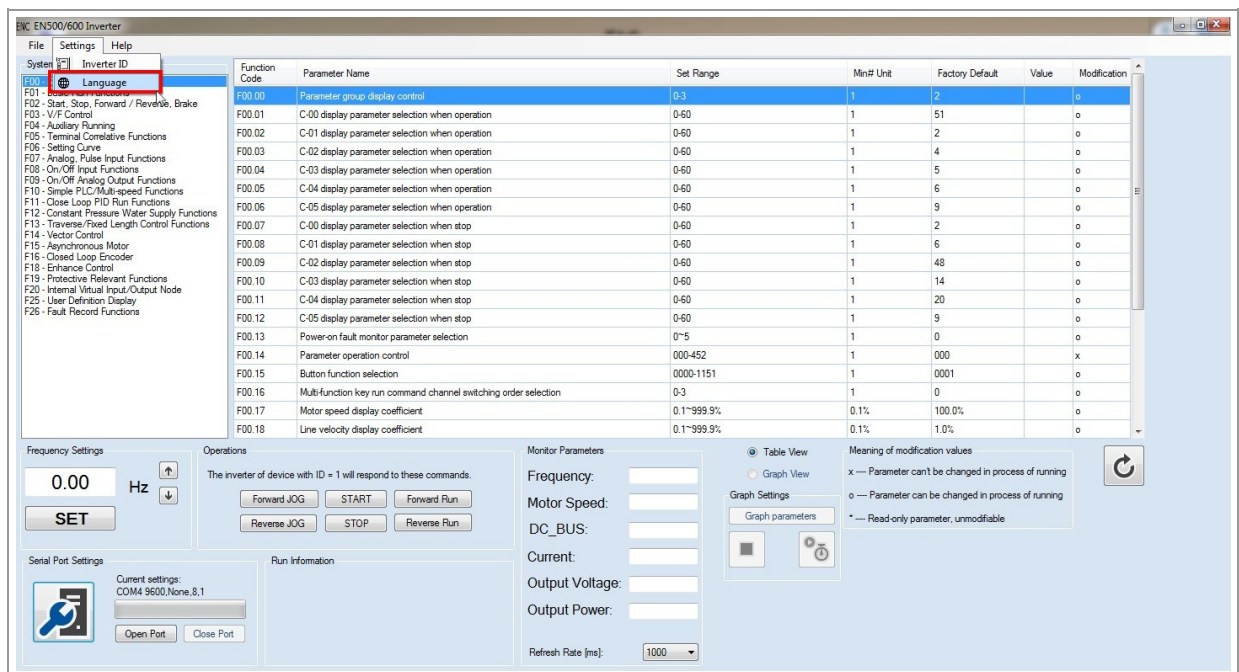 ENC EN500/600 Inverter
File Settings Help
Inverter ID
Language
System
F00 -
F01 - Basic Run Functions
F02 - Start, Stop, Forward / Reverse, Brake
F03 - V/F Control
F04 - Auxiliary Running
F05 - Terminal Correlative Functions
F06 - Setting Curve
F07 - Analog, Pulse Input Functions
F08 - On/Off Input Functions
F09 - On/Off Analog Output Functions
F10 - Simple PLC/Multi-speed Functions
F11 - Close Loop PID Run Functions
F12 - Constant Pressure Water Supply Functions
F13 - Traverse/Fixed Length Control Functions
F14 - Vector Control
F15 - Asynchronous Motor
F16 - Closed Loop Encoder
F18 - Enhance Control
F19 - Protective Relevant Functions
F20 - Internal Virtual Input/Output Node
F25 - User Definition Display
F26 - Fault Record Functions
Function Code Parameter Name Set Range Min# Unit Factory Default Value Modification
F00.00 Parameter group display control 0-3 1 2 o
F00.01 C-00 display parameter selection when operation 0-60 1 51 o
F00.02 C-01 display parameter selection when operation 0-60 1 2 o
F00.03 C-02 display parameter selection when operation 0-60 1 4 o
F00.04 C-03 display parameter selection when operation 0-60 1 5 o
F00.05 C-04 display parameter selection when operation 0-60 1 6 o
F00.06 C-05 display parameter selection when operation 0-60 1 9 o
F00.07 C-00 display parameter selection when stop 0-60 1 2 o
F00.08 C-01 display parameter selection when stop 0-60 1 6 o
F00.09 C-02 display parameter selection when stop 0-60 1 48 o
F00.10 C-03 display parameter selection when stop 0-60 1 14 o
F00.11 C-04 display parameter selection when stop 0-60 1 20 o
F00.12 C-05 display parameter selection when stop 0-60 1 9 o
F00.13 Power-on fault monitor parameter selection 0~5 1 0 o
F00.14 Parameter operation control 000-452 1 000 x
F00.15 Button function selection 0000-1151 1 0001 o
F00.16 Multi-function key run command channel switching order selection 0-3 1 0 o
F00.17 Motor speed display coefficient 0.1~999.9% 0.1% 100.0% o
F00.18 Line velocity display coefficient 0.1~999.9% 0.1% 1.0% o
Frequency Settings
0.00 Hz
SET
Operations
The inverter of device with ID = 1 will respond to these commands.
Forward JOG START Forward Run
Reverse JOG STOP Reverse Run
Serial Port Settings
Current settings:
COM4 9600,None,8,1
Open Port Close Port
Run Information
Monitor Parameters
Frequency:
Motor Speed:
DC_BUS:
Current:
Output Voltage:
Output Power:
Refresh Rate [ms]: 1000
Table View
Graph View
Graph Settings
Graph parameters
Meaning of modification values
x ---- Parameter can't be changed in process of running
o ---- Parameter can be changed in process of running
* ---- Read-only parameter, unmodifiable